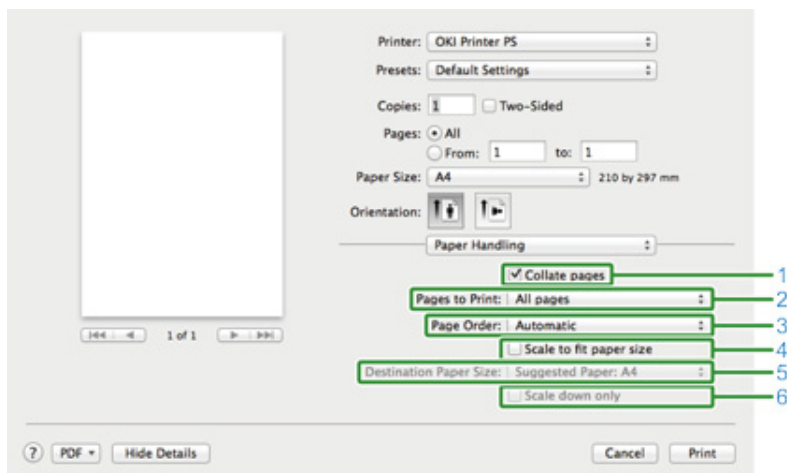 Printer: OKI Printer PS
Presets: Default Settings
Copies: 1 Two-Sided
Pages: All
From: 1 to: 1
Paper Size: A4 210 by 297 mm
Orientation:
Paper Handling
Collate pages 1
Pages to Print: All pages 2
Page Order: Automatic 3
1 of 1
Scale to fit paper size 4
Destination Paper Size: Suggested Paper: A4 5
Scale down only 6
? PDF Hide Details Cancel Print